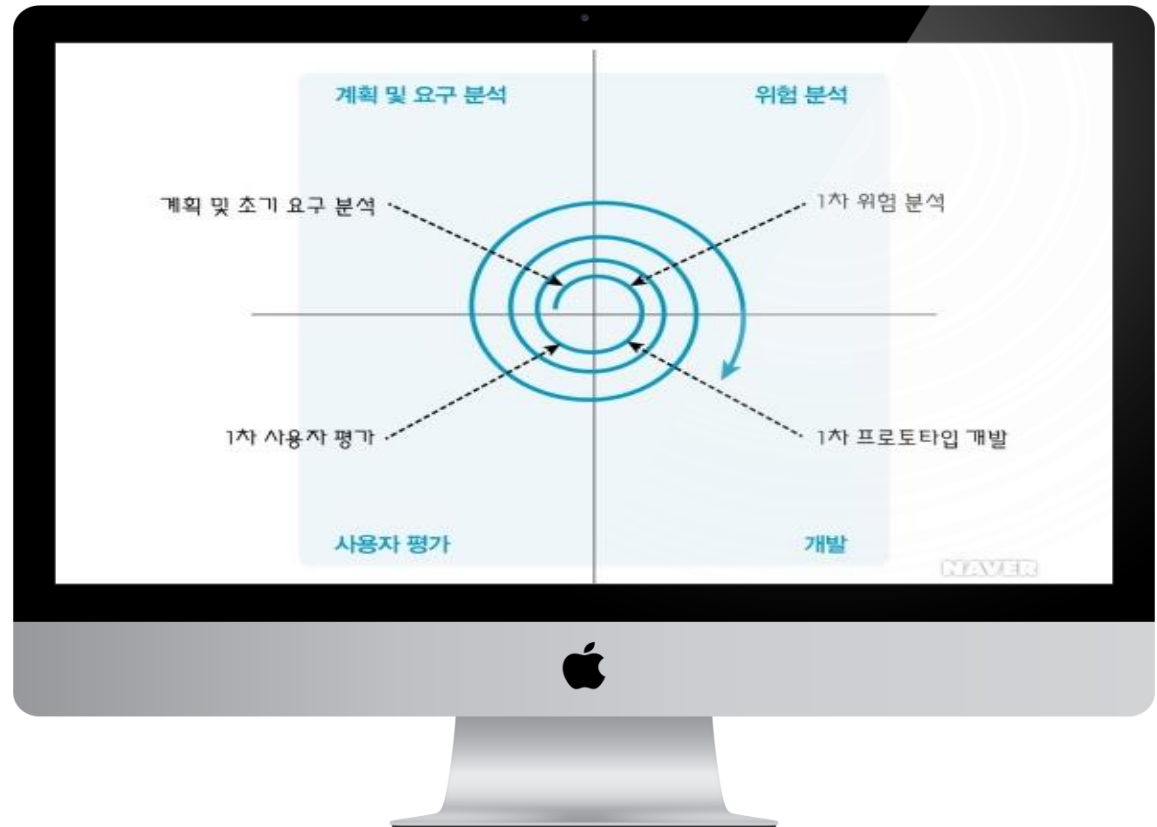 계획 및 요구 분석
위험 분석
계획 및 초기 요구 분석
1차 위험 분석
1차 사용자 평가
1차 프로토타입 개발
사용자 평가
개발
NAVER